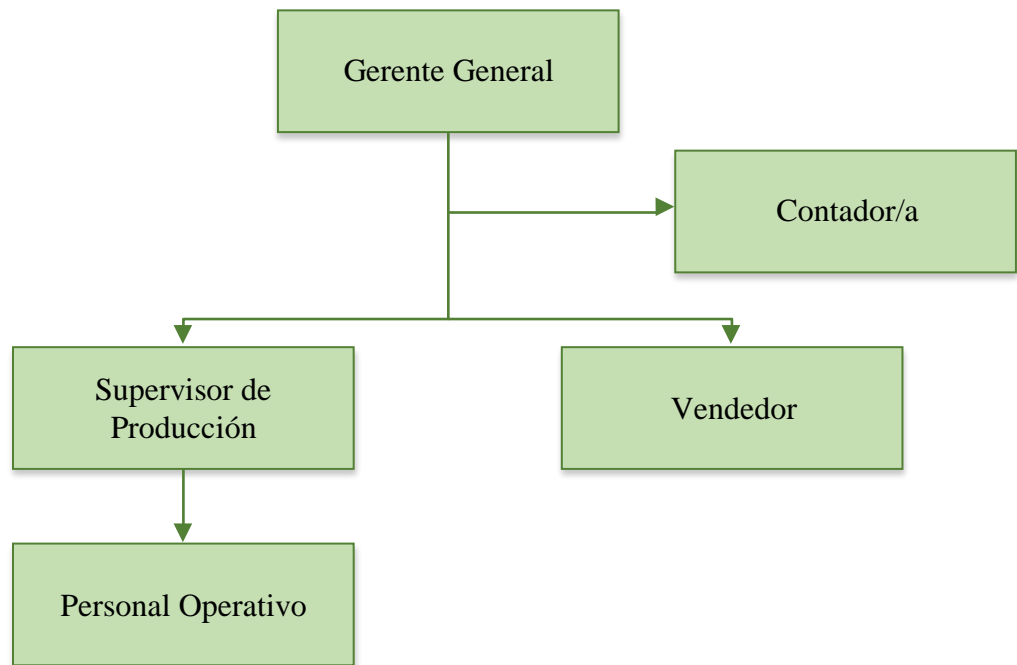 Gerente General
Contador/a
Supervisor de
Producción
Vendedor
Personal Operativo